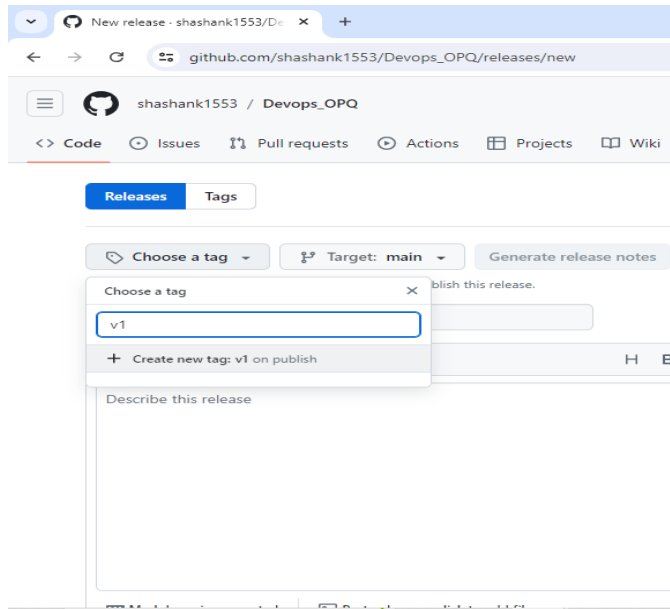 New release · shashank1553/De
github.com/shashank1553/Devops_OPQ/releases/new
shashank1553 / Devops_OPQ
<> Code Issues Pull requests Actions Projects Wiki
Releases Tags
Choose a tag Target: main Generate release notes
Choose a tag blish this release.
v1
+ Create new tag: v1 on publish H
Describe this release